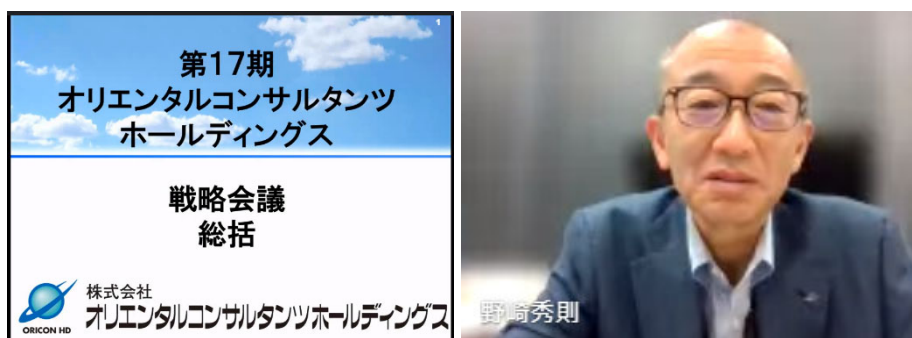 1
第17期
オリエンタルコンサルタンツ
ホールディングス
戦略会議
総括
ORICON HD
株式会社
オリエンタルコンサルタンツホールディングス
野崎秀則